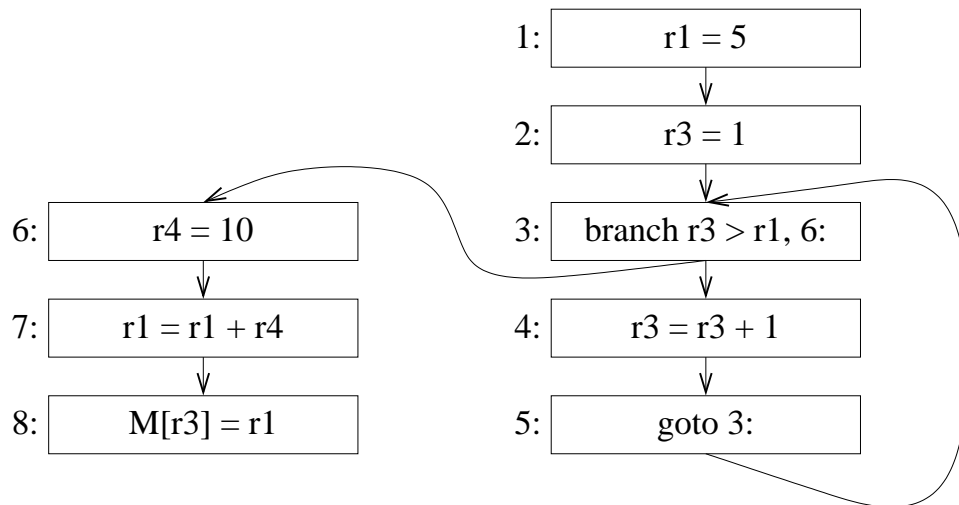 1: r1 = 5
2: r3 = 1
3: branch r3 > r1, 6:
4: r3 = r3 + 1
5: goto 3:
6: r4 = 10
7: r1 = r1 + r4
8: M[r3] = r1